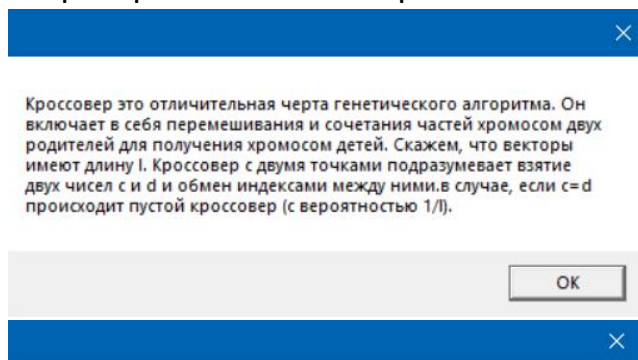 Кроссовер это отличительная черта генетического алгоритма. Он
включает в себя перемешивания и сочетания частей хромосом двух
родителей для получения хромосом детей. Скажем, что векторы
имеют длину l. Кроссовер с двумя точками подразумевает взятие
двух чисел c и d и обмен индексами между ними.в случае, если c=d
происходит пустой кроссовер (с вероятностью 1/l).
OK